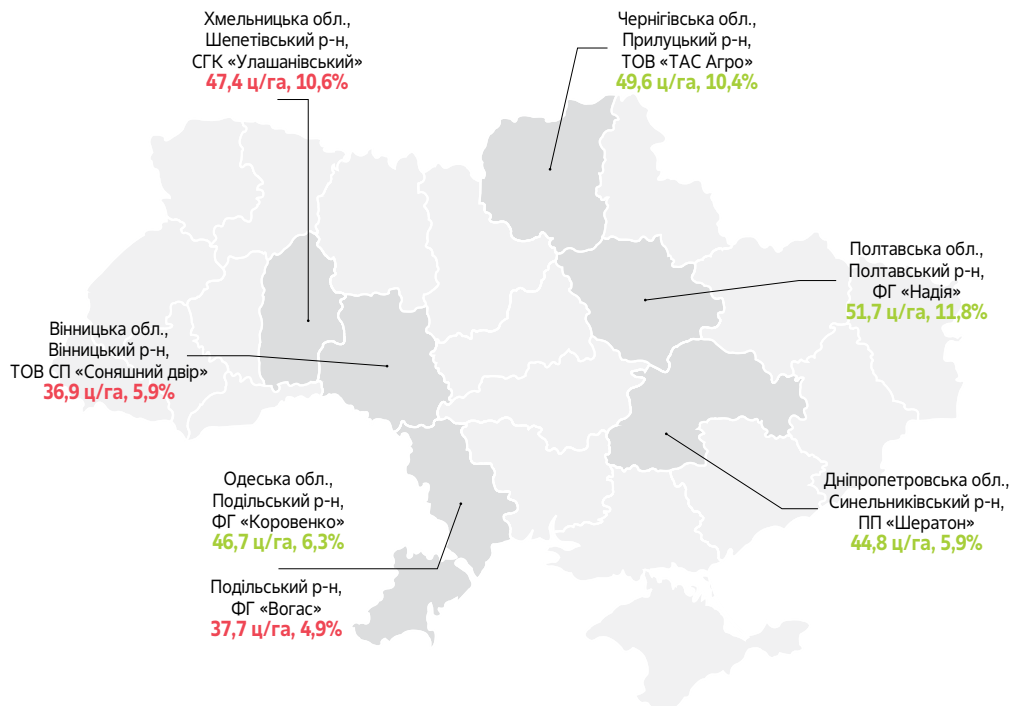 Хмельницька обл.,
Шепетівський р-н,
СГК «Улашанівський»
47,4 ц/га, 10,6%
Чернігівська обл.,
Прилуцький р-н,
ТОВ «ТАС Агро»
49,6 ц/га, 10,4%
Полтавська обл.,
Полтавський р-н,
ФГ «Надія»
51,7 ц/га, 11,8%
Вінницька обл.,
Вінницький р-н,
ТОВ СП «Соняшний двір»
36,9 ц/га, 5,9%
Одеська обл.,
Подільський р-н,
ФГ «Коровенко»
46,7 ц/га, 6,3%
Подільський р-н,
ФГ «Вогас»
37,7 ц/га, 4,9%
Дніпропетровська обл.,
Синельниківський р-н,
ПП «Шератон»
44,8 ц/га, 5,9%